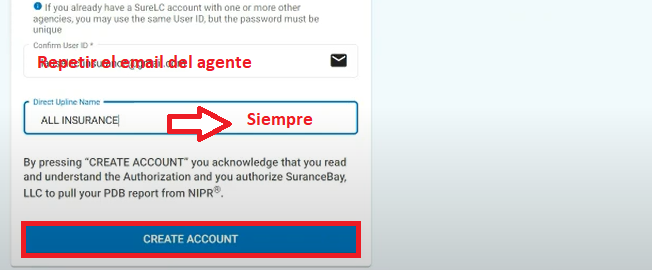 If you already have a SureLC account with one or more other
agencies, you may use the same User ID, but the password must be
unique
Confirm User ID *
Repetir el email del agente
Direct Upline Name
ALL INSURANCE
Siempre
By pressing “CREATE ACCOUNT” you acknowledge that you read
and understand the Authorization and you authorize SuranceBay,
LLC to pull your PDB report from NIPR®.
CREATE ACCOUNT